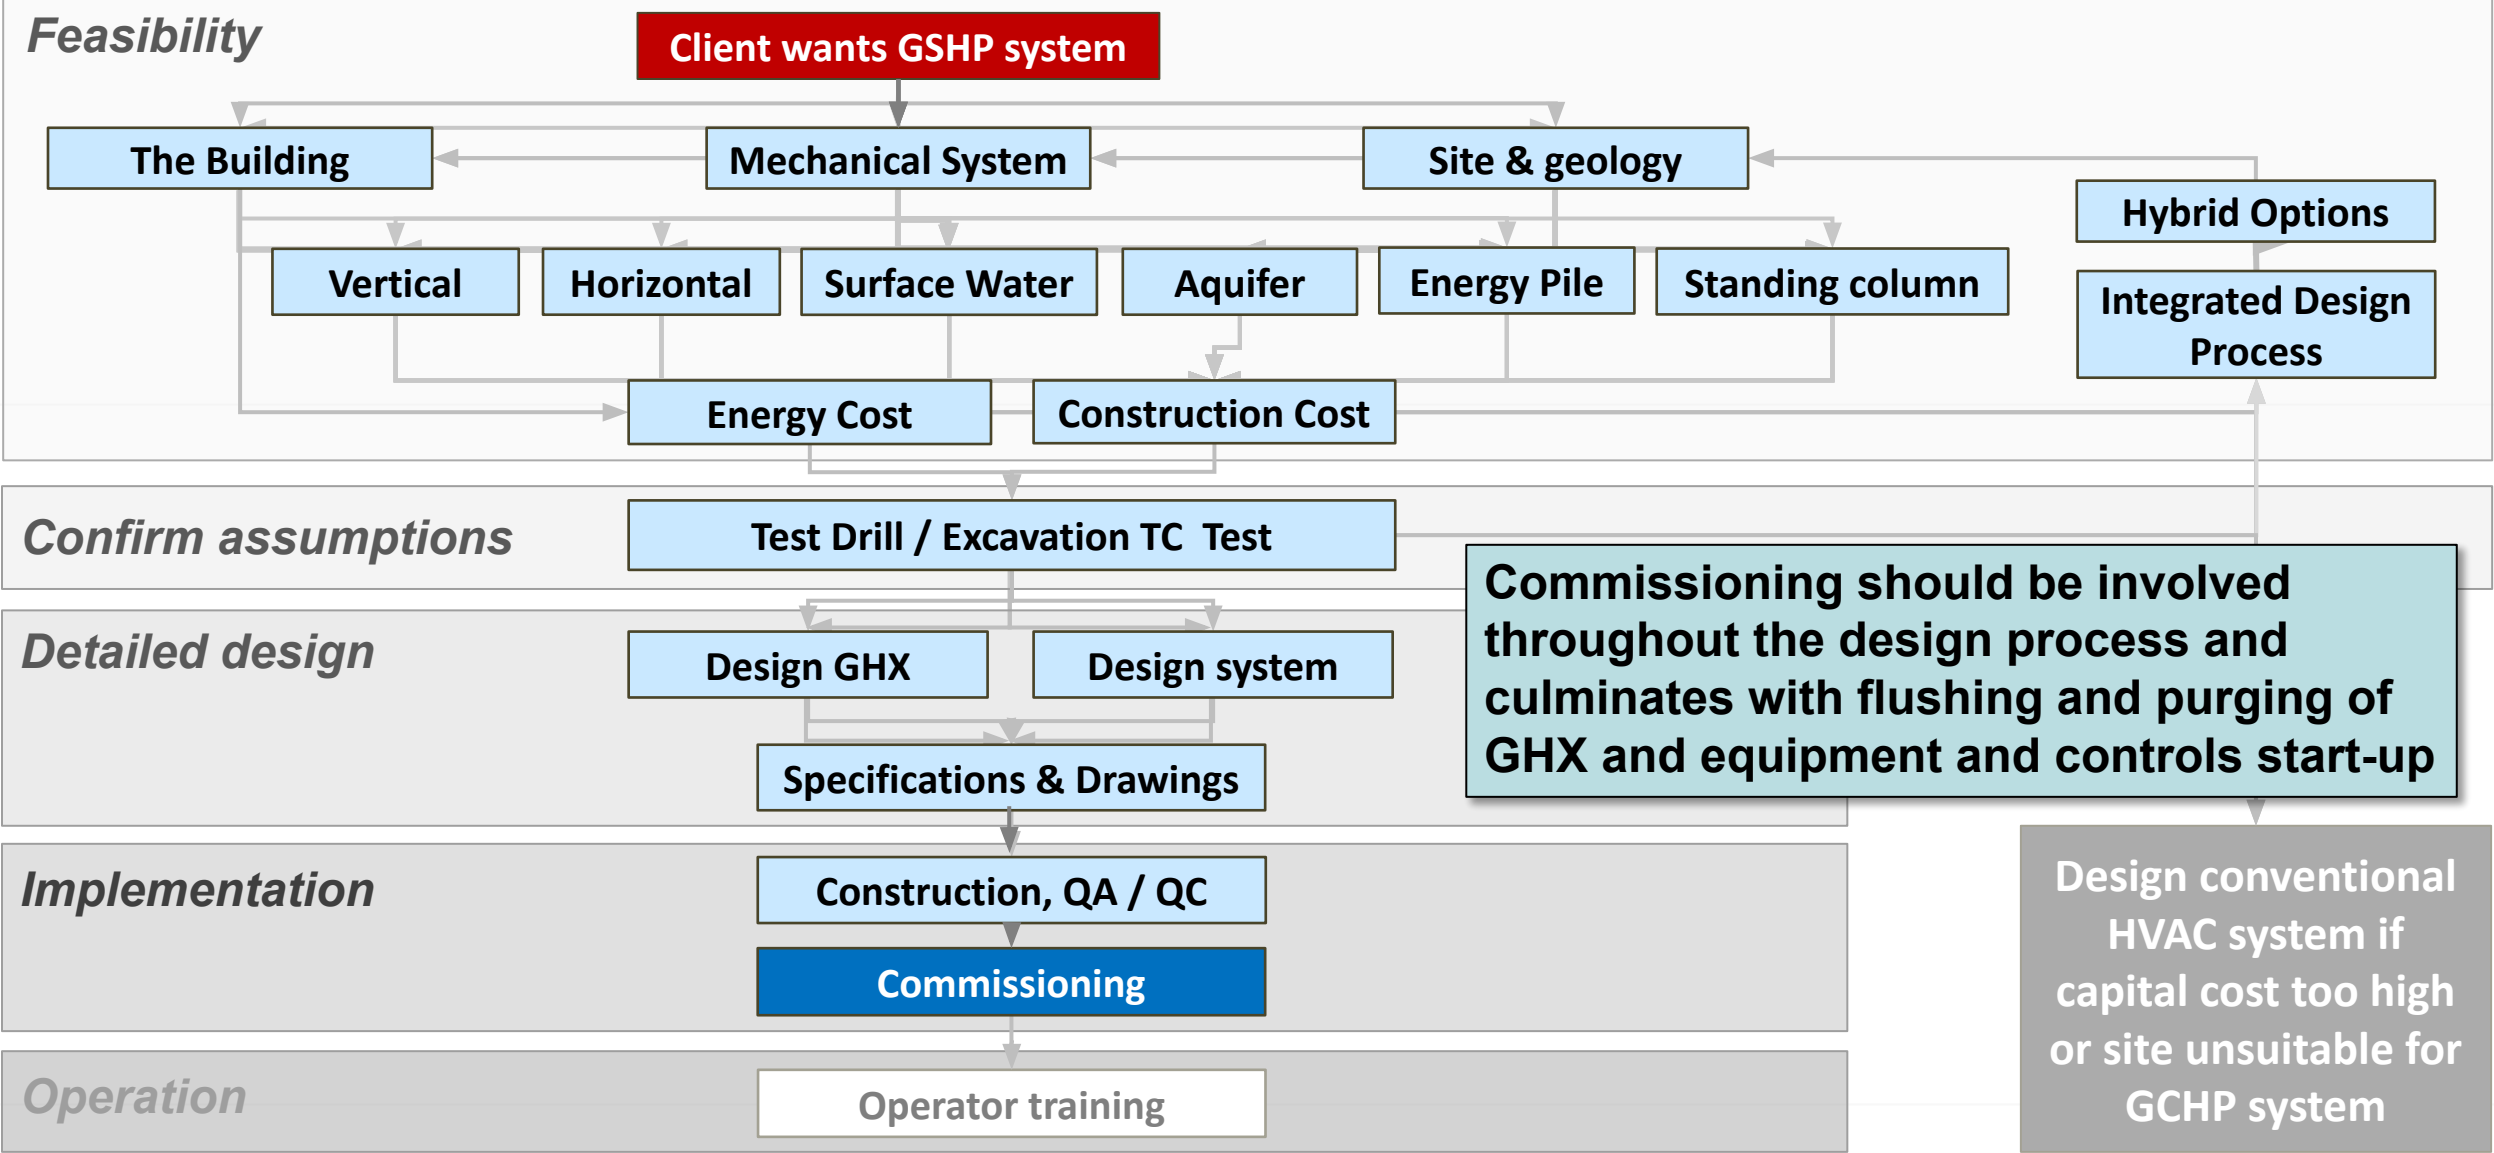 Feasibility
Client wants GSHP system
The Building
Mechanical System
Site & geology
Hybrid Options
Vertical
Horizontal
Surface Water
Aquifer
Energy Pile
Standing column
Integrated Design
Process
Energy Cost
Construction Cost
Confirm assumptions
Test Drill / Excavation TC  Test
Commissioning should be involved
throughout the design process and
culminates with flushing and purging of
GHX and equipment and controls start-up
Detailed design
Design GHX
Design system
Specifications & Drawings
Implementation
Construction, QA / QC
Commissioning
Design conventional
HVAC system if
capital cost too high
or site unsuitable for
GCHP system
Operation
Operator training